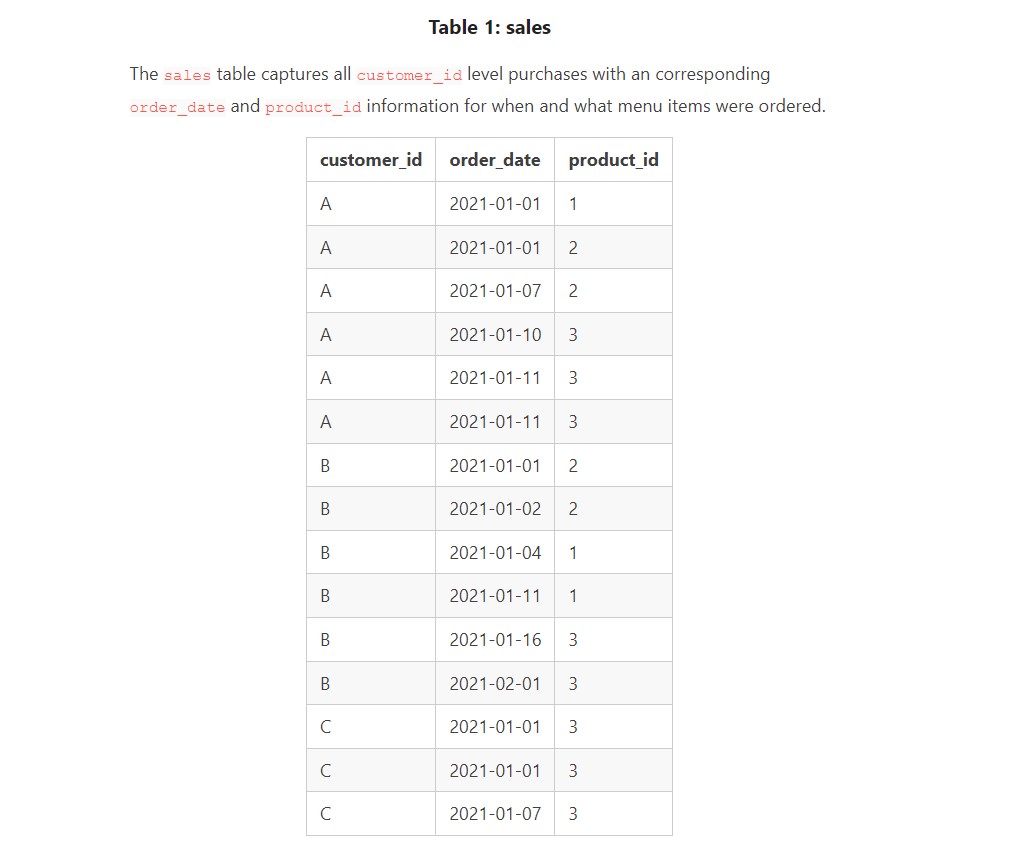 Table 1: sales
The sales table captures all customer_id level purchases with an corresponding
order_date and product_id information for when and what menu items were ordered.
customer_id order_date product_id
A 2021-01-01 1
A 2021-01-01 2
A 2021-01-07 2
A 2021-01-10 3
A 2021-01-11 3
A 2021-01-11 3
B 2021-01-01 2
B 2021-01-02 2
B 2021-01-04 1
B 2021-01-11 1
B 2021-01-16 3
B 2021-02-01 3
C 2021-01-01 3
C 2021-01-01 3
C 2021-01-07 3